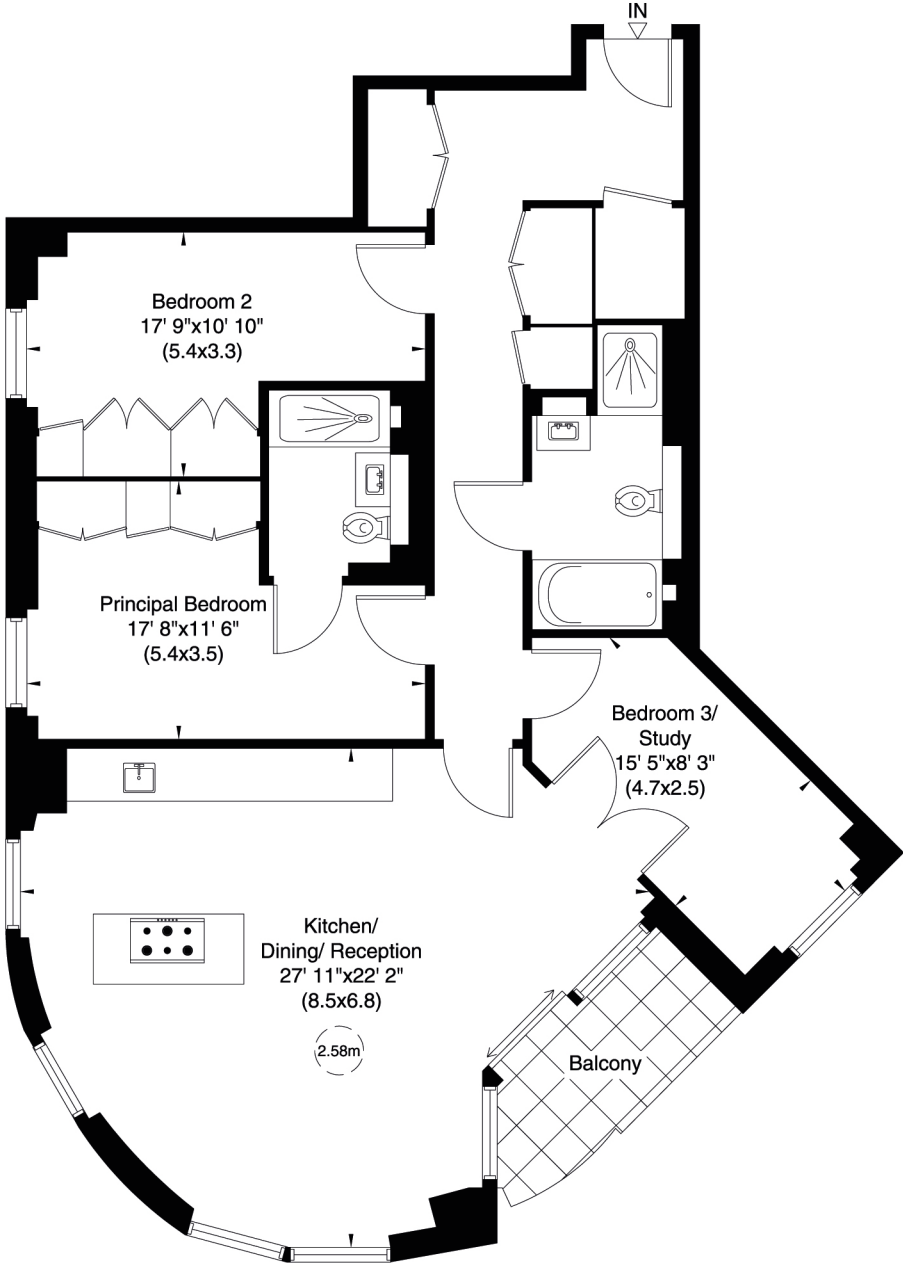 IN
Bedroom 2
17' 9"x10' 10"
(5.4x3.3)
Principal Bedroom
17' 8"x11' 6"
(5.4x3.5)
Bedroom 3/
Study
15' 5"x8' 3"
(4.7x2.5)
Kitchen/
Dining/ Reception
27' 11"x22' 2"
(8.5x6.8)
2.58m
Balcony